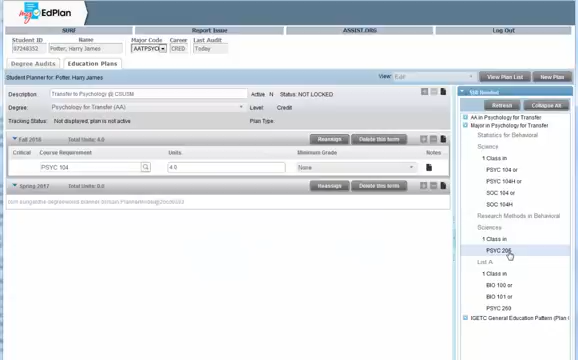 my EdPlan
SURF Report Issue ASSIST.ORG Log Out
Student ID Name Major Code Career Last Audit
Potter, Harry James AATPSYC CRED Today
Degree Audits Education Plans
Student Planner for: Potter, Harry James View: Edit View Plan List New Plan
Description: Transfer to Psychology @ CSUSM Active N Status: NOT LOCKED
Degree: Psychology for Transfer (AA) Level: Credit
Tracking Status: Not displayed, plan is not active Plan Type
Fall 2016 Total Units: 4.0 Reassign Delete this term
Critical Course Requirement Units Minimum Grade Notes
PSYC 104 4.0 None
Spring 2017 Total Units: 0.0 Reassign Delete this term
Still Needed
Refresh Collapse All
AA in Psychology for Transfer
Major in Psychology for Transfer
Statistics for Behavioral
Science
1 Class in
PSYC 104 or
PSYC 104H or
SOC 104 or
SOC 104H
Research Methods in Behavioral
Sciences
1 Class in
PSYC 205
List A
1 Class in
BIO 100 or
BIO 101 or
PSYC 260
IGETC General Education Pattern (Plan